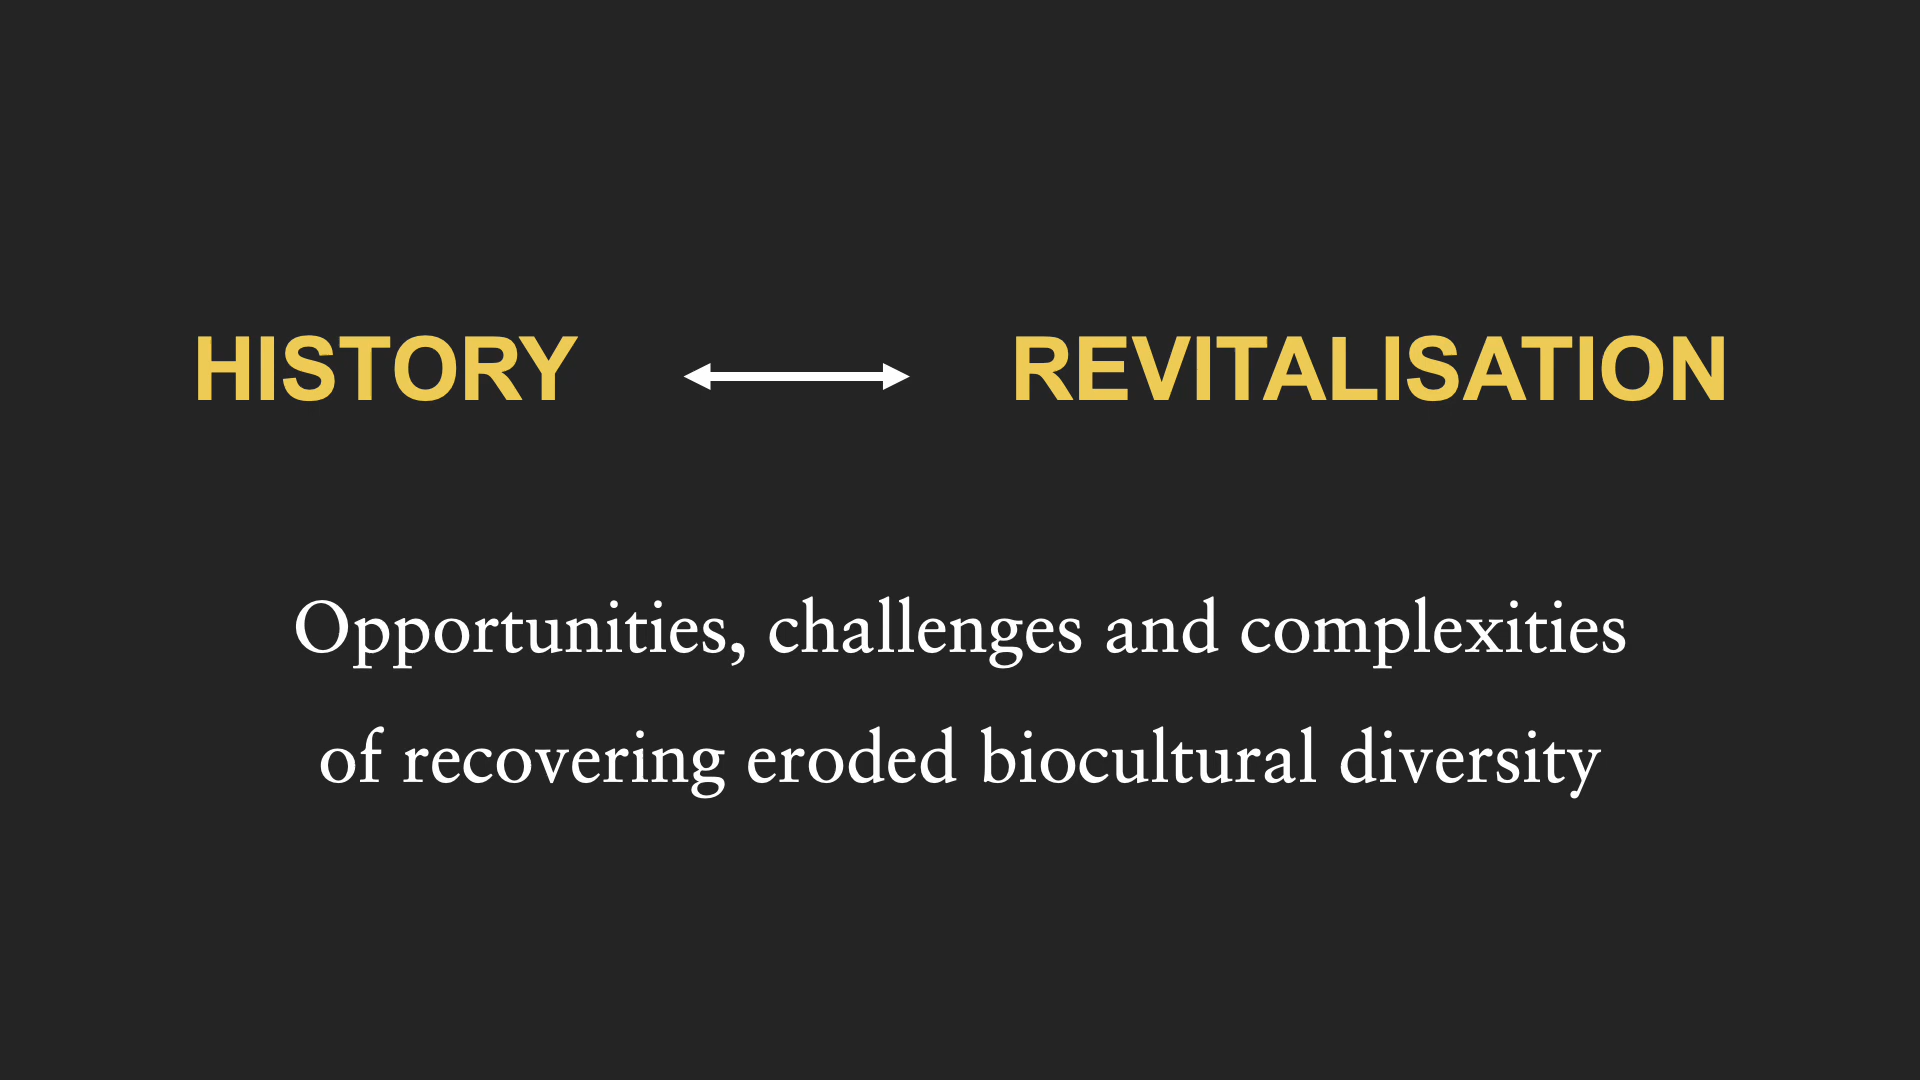 HISTORY REVITALISATION
Opportunities, challenges and complexities
of recovering eroded biocultural diversity